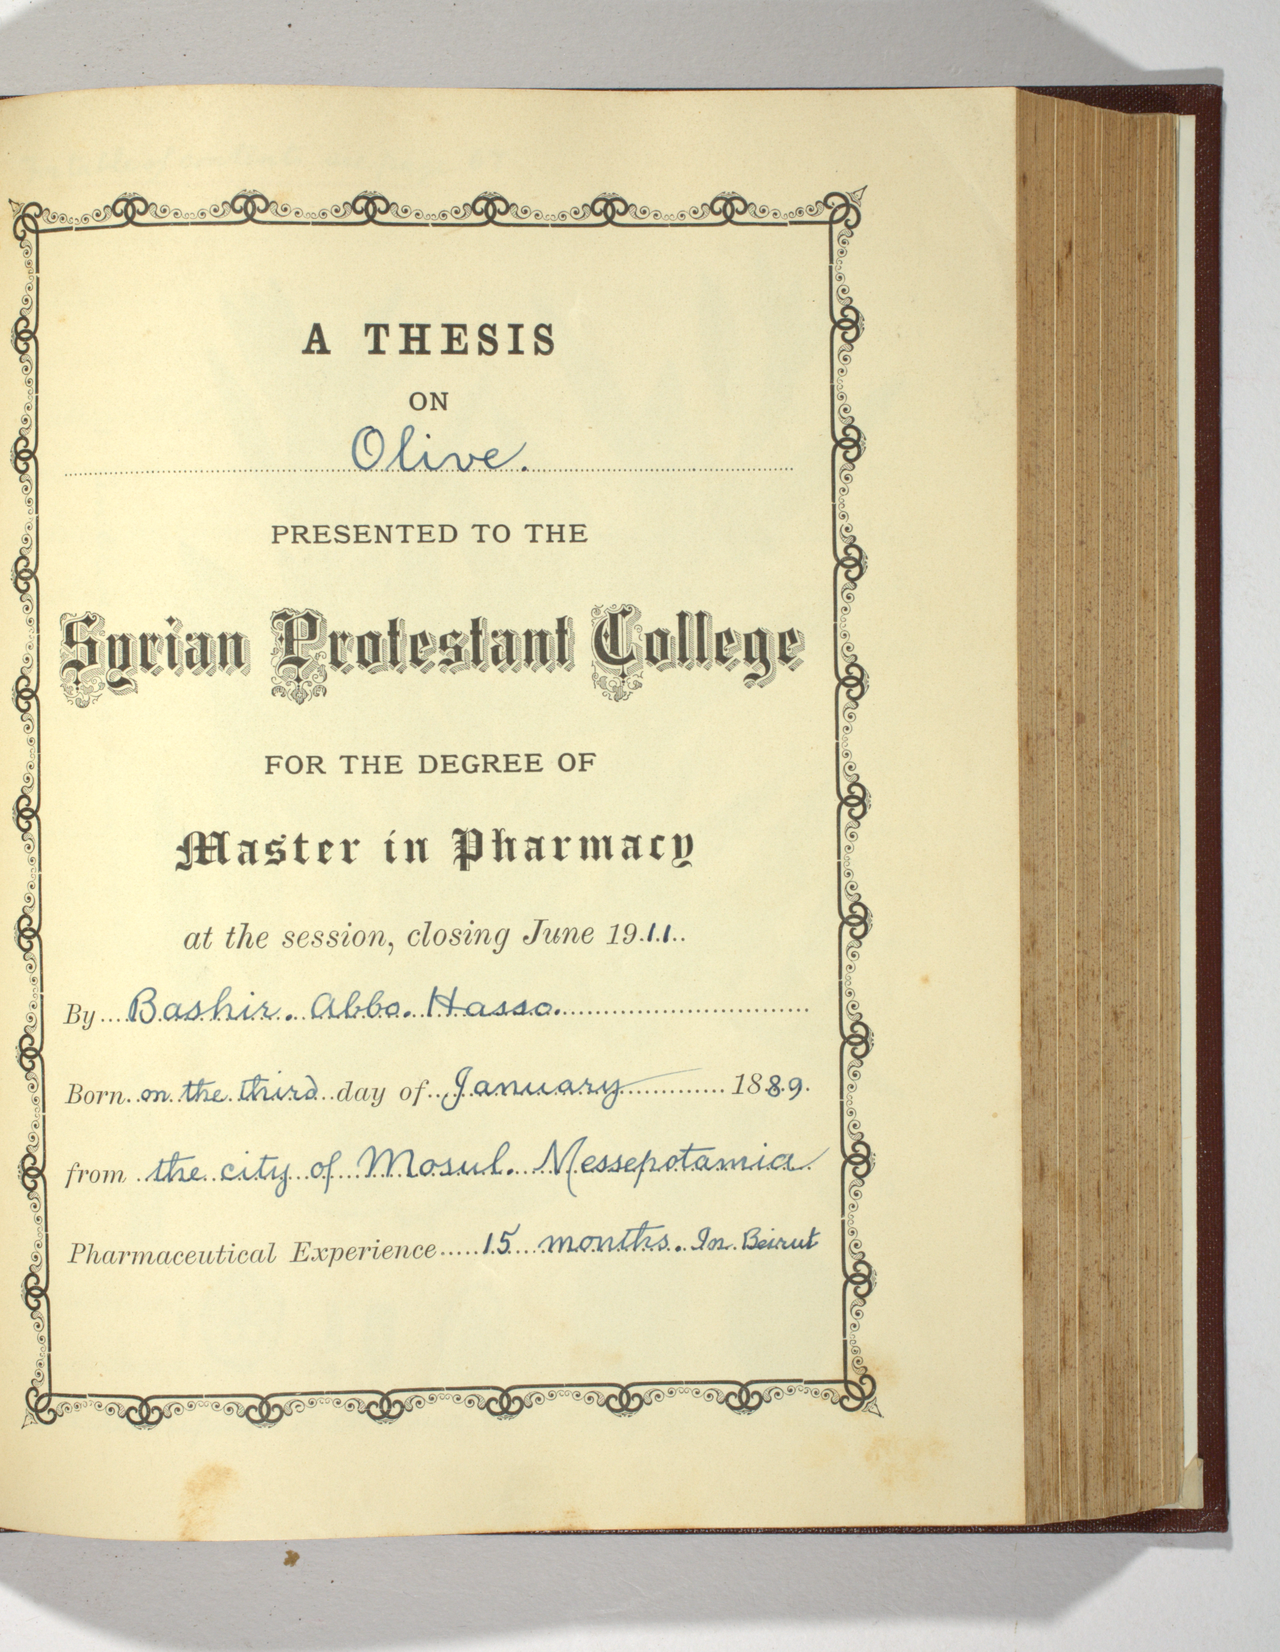 A THESIS
ON
Olive.
PRESENTED TO THE
Syrian Protestant College
FOR THE DEGREE OF
Master in Pharmacy
at the session, closing June 1911.
By Bashir. Abbo. Hasso.
Born on the third day of January 1889.
from the city of Mosul. Messepotamia
Pharmaceutical Experience 15 months. In Beirut